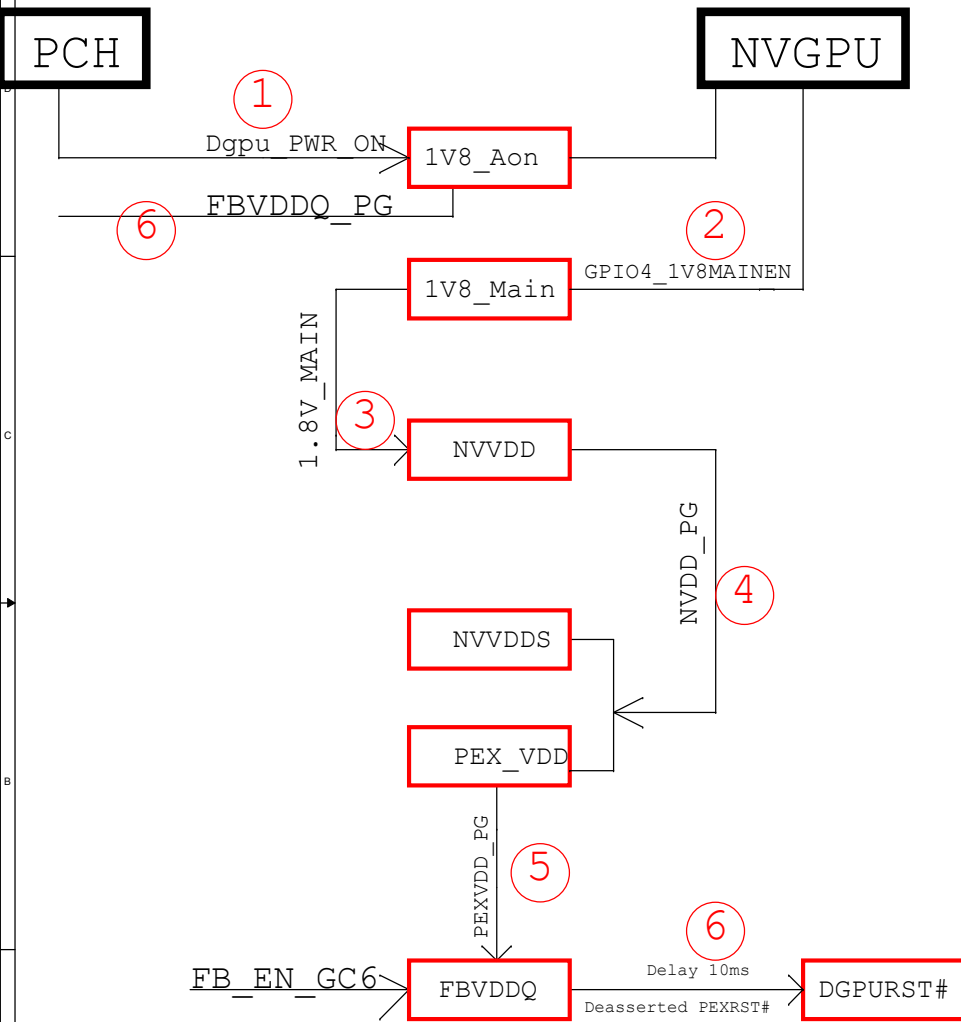 PCH
NVGPU
D
1
Dgpu_PWR_ON
1V8_Aon
FBVDDQ_PG
6
2
GPIO4_1V8MAINEN
1V8_Main
1.8V_MAIN
3
C
NVVDD
NVDD_PG
4
NVVDDS
PEX_VDD
B
PEXVDD_PG
5
6
FB_EN_GC6
FBVDDQ
Delay 10ms
Deasserted PEXRST#
DGPURST#